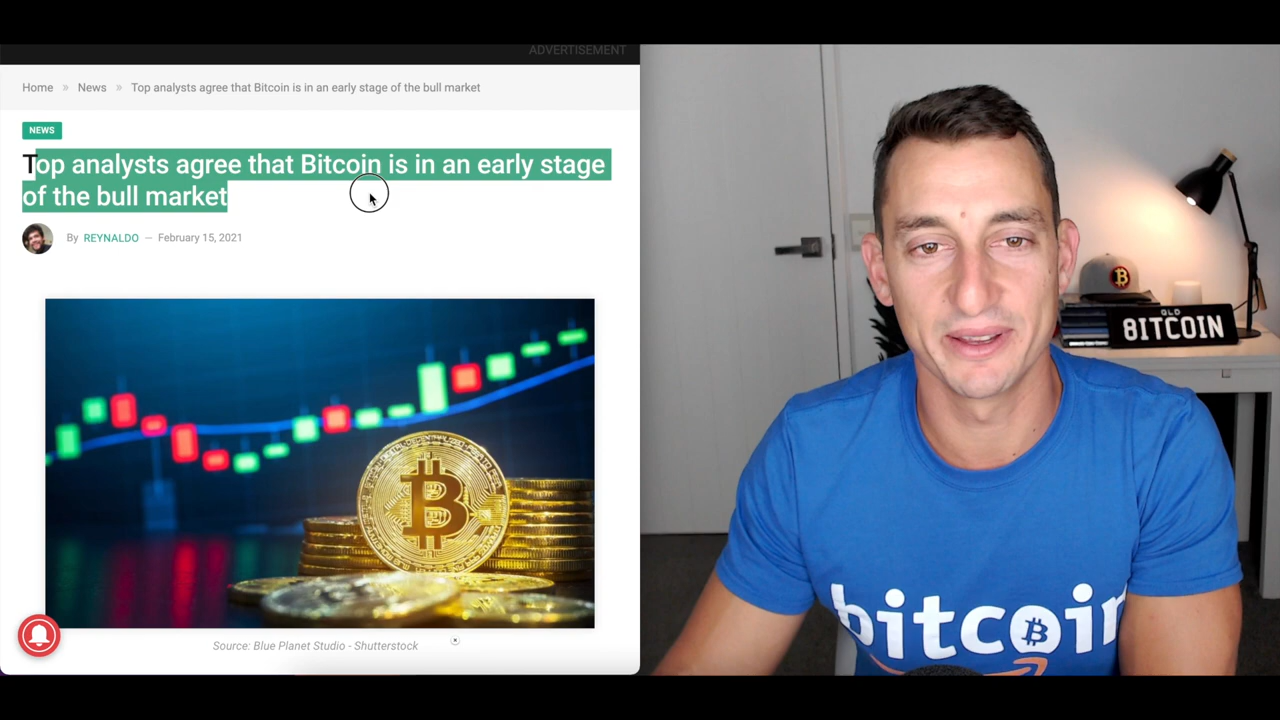 ADVERTISEMENT
Home » News » Top analysts agree that Bitcoin is in an early stage of the bull market
NEWS
Top analysts agree that Bitcoin is in an early stage
of the bull market
By REYNALDO — February 15, 2021
Source: Blue Planet Studio - Shutterstock
QLD
8ITCOIN
bitcoin